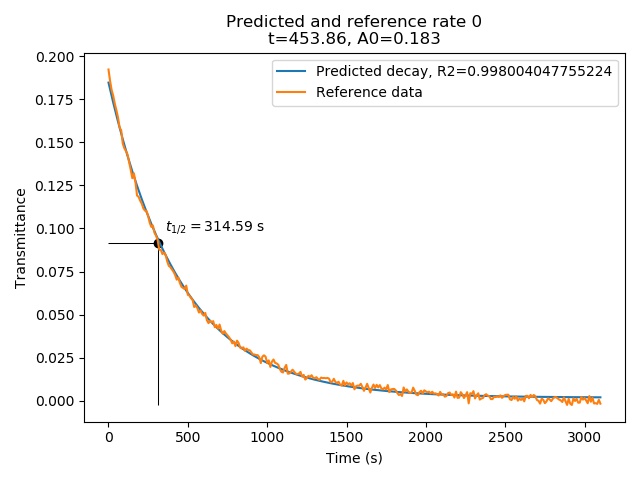 Predicted and reference rate 0
t=453.86, A0=0.183
Predicted decay, R2=0.998004047755224
Reference data
t1/2 = 314.59 s
Transmittance
0.200
0.175
0.150
0.125
0.100
0.075
0.050
0.025
0.000
0 500 1000 1500 2000 2500 3000
Time (s)